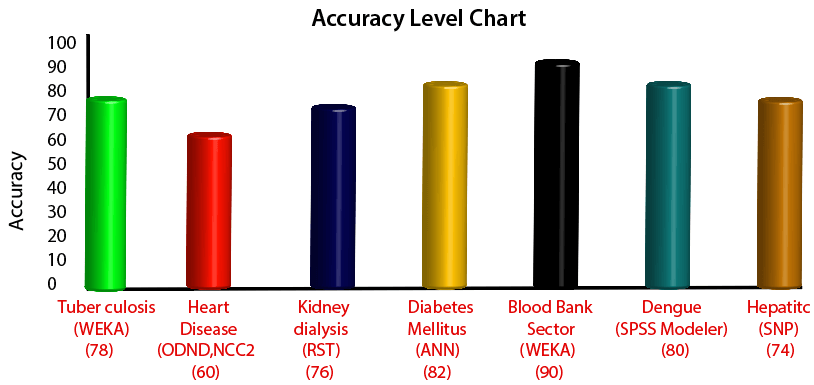 Accuracy Level Chart
Accuracy
100
90
80
70
60
50
40
30
20
10
0
Tuber culosis
(WEKA)
(78)
Heart
Disease
(ODND,NCC2
(60)
Kidney
dialysis
(RST)
(76)
Diabetes
Mellitus
(ANN)
(82)
Blood Bank
Sector
(WEKA)
(90)
Dengue
(SPSS Modeler)
(80)
Hepatitc
(SNP)
(74)